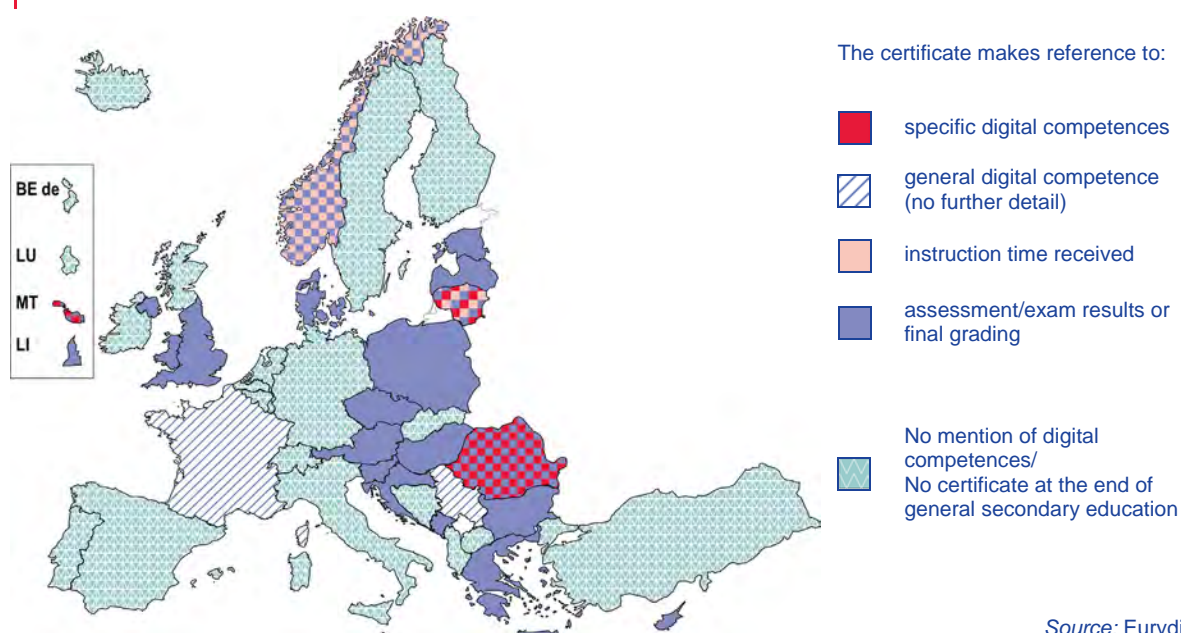 The certificate makes reference to:
specific digital competences
general digital competence
(no further detail)
instruction time received
assessment/exam results or
final grading
No mention of digital
competences/
No certificate at the end of
general secondary education
BE de
LU
MT
LI
Source: Eurydi